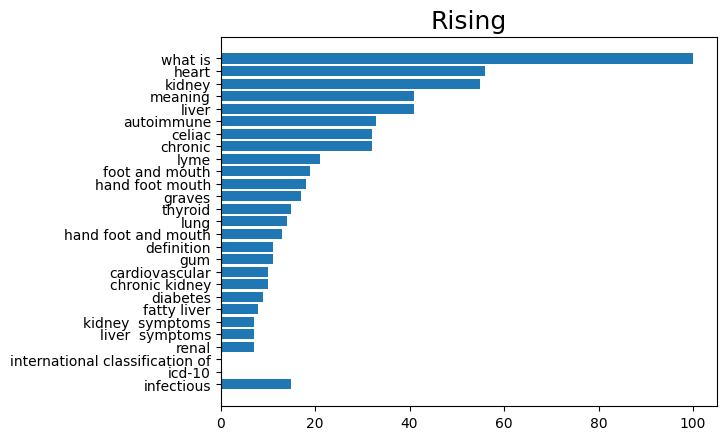 Rising
what is
heart
kidney
meaning
liver
autoimmune
celiac
chronic
lyme
foot and mouth
hand foot mouth
graves
thyroid
lung
hand foot and mouth
definition
gum
cardiovascular
chronic kidney
diabetes
fatty liver
kidney  symptoms
liver  symptoms
renal
international classification of
icd-10
infectious
0 20 40 60 80 100